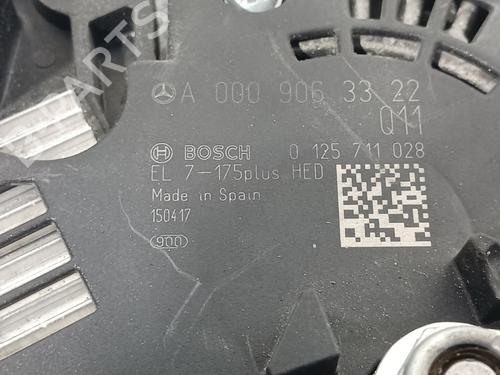 A 000 906 33 22
Q11
BOSCH 0 125 711 028
EL 7-175plus HED
Made in Spain
150417
900